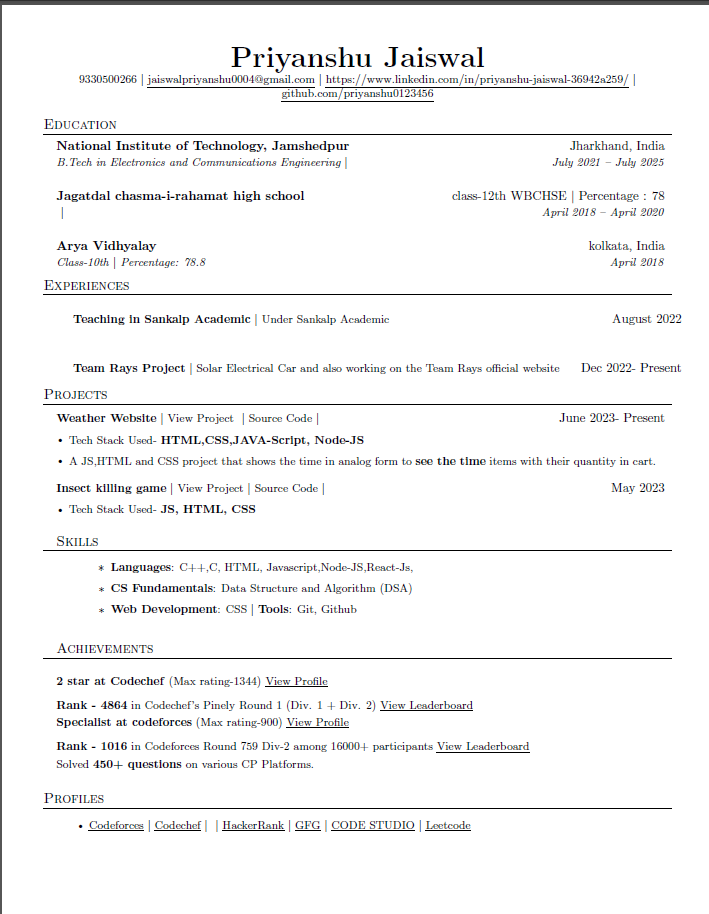 Priyanshu Jaiswal
9330500266 | jaiswalpriyanshu0004@gmail.com | https://www.linkedin.com/in/priyanshu-jaiswal-36942a259/ |
github.com/priyanshu0123456
Education
National Institute of Technology, Jamshedpur Jharkhand, India
B.Tech in Electronics and Communications Engineering | July 2021 – July 2025
Jagatdal chasma-i-rahamat high school class-12th WBCHSE | Percentage : 78
| April 2018 – April 2020
Arya Vidhyalay kolkata, India
Class-10th | Percentage: 78.8 April 2018
Experiences
Teaching in Sankalp Academic | Under Sankalp Academic August 2022
Team Rays Project | Solar Electrical Car and also working on the Team Rays official website Dec 2022- Present
Projects
Weather Website | View Project | Source Code | June 2023- Present
• Tech Stack Used- HTML,CSS,JAVA-Script, Node-JS
• A JS,HTML and CSS project that shows the time in analog form to see the time items with their quantity in cart.
Insect killing game | View Project | Source Code | May 2023
• Tech Stack Used- JS, HTML, CSS
Skills
* Languages: C++,C, HTML, Javascript,Node-JS,React-Js,
* CS Fundamentals: Data Structure and Algorithm (DSA)
* Web Development: CSS | Tools: Git, Github
Achievements
2 star at Codechef (Max rating-1344) View Profile
Rank - 4864 in Codechef's Pinely Round 1 (Div. 1 + Div. 2) View Leaderboard
Specialist at codeforces (Max rating-900) View Profile
Rank - 1016 in Codeforces Round 759 Div-2 among 16000+ participants View Leaderboard
Solved 450+ questions on various CP Platforms.
Profiles
• Codeforces | Codechef | | HackerRank | GFG | CODE STUDIO | Leetcode